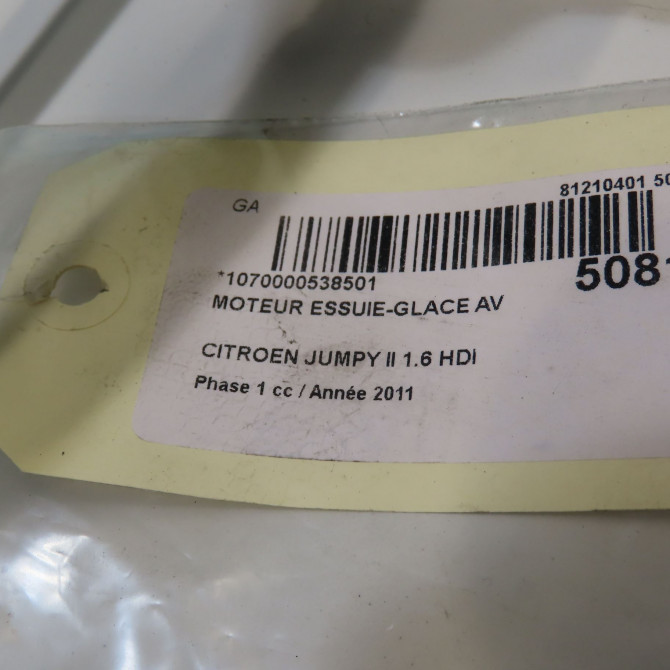 GA
81210401 50
*1070000538501
5081
MOTEUR ESSUIE-GLACE AV
CITROEN JUMPY II 1.6 HDI
Phase 1 cc / Année 2011